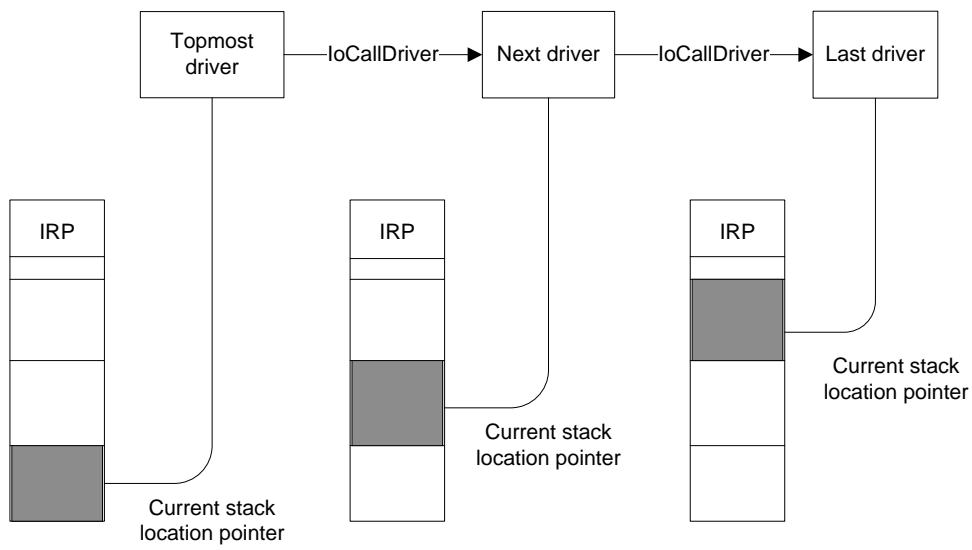 Topmost
driver
IoCallDriver
Next driver
IoCallDriver
Last driver
IRP
IRP
IRP
Current stack
location pointer
Current stack
location pointer
Current stack
location pointer